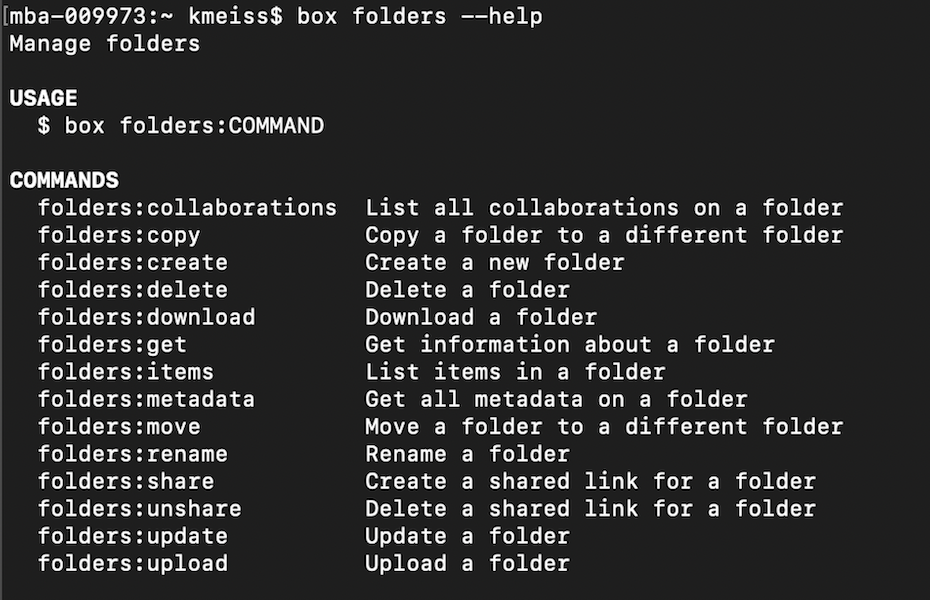 [mba-009973:~ kmeiss$ box folders --help
Manage folders
USAGE
$ box folders:COMMAND
COMMANDS
folders:collaborations List all collaborations on a folder
folders:copy Copy a folder to a different folder
folders:create Create a new folder
folders:delete Delete a folder
folders:download Download a folder
folders:get Get information about a folder
folders:items List items in a folder
folders:metadata Get all metadata on a folder
folders:move Move a folder to a different folder
folders:rename Rename a folder
folders:share Create a shared link for a folder
folders:unshare Delete a shared link for a folder
folders:update Update a folder
folders:upload Upload a folder